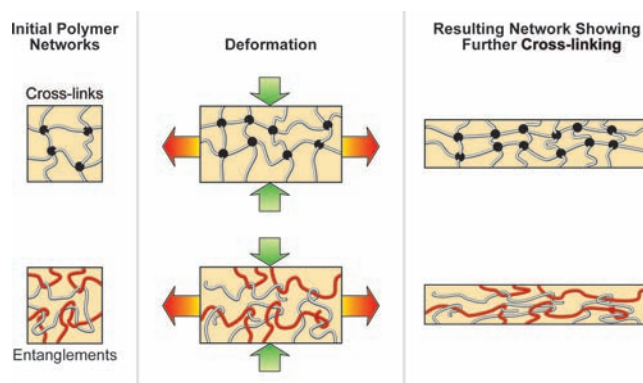 Initial Polymer
Networks
Deformation
Resulting Network Showing
Further Cross-linking
Cross-links
Entanglements